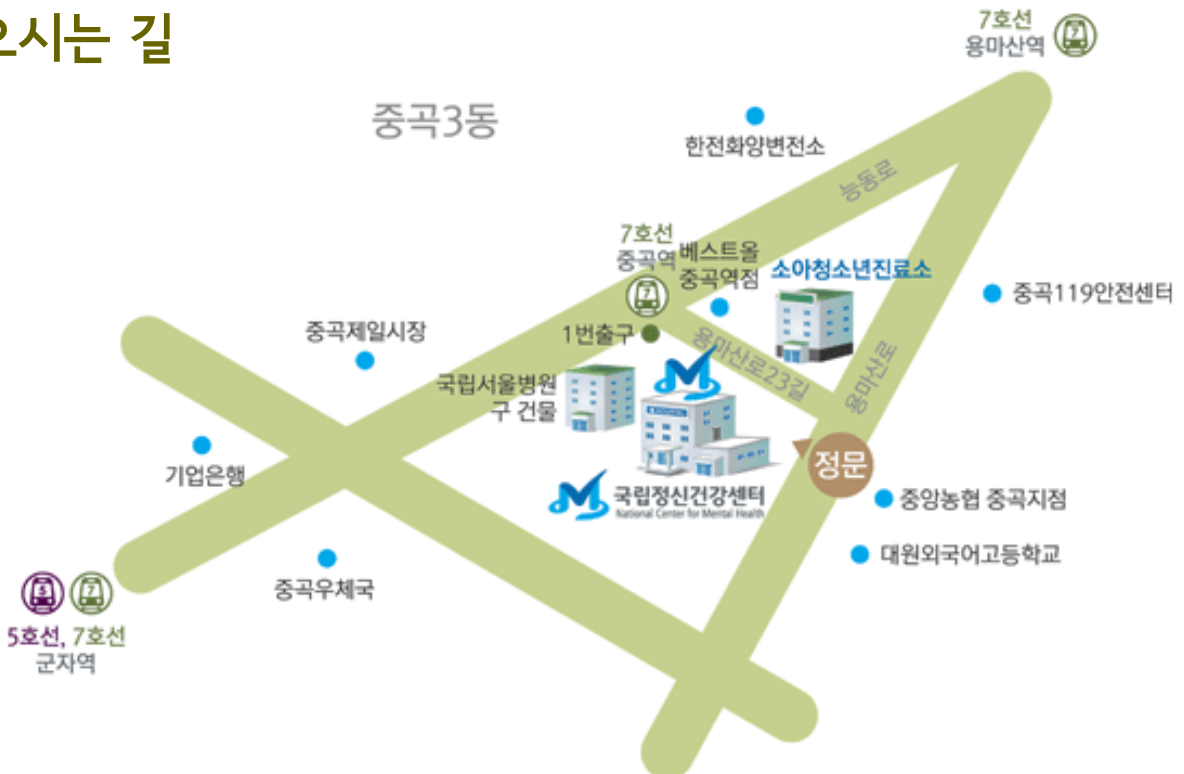 오시는 길
7호선
용마산역
중곡3동
한전화양변전소
능동로
7호선
중곡역
베스트올
중곡역점
소아청소년진료소
중곡119안전센터
1번출구
중곡제일시장
용마산로23길
용마산로
국립서울병원
구 건물
기업은행
정문
국립정신건강센터
National Center for Mental Health
중앙농협 중곡지점
대원외국어고등학교
중곡우체국
5호선, 7호선
군자역